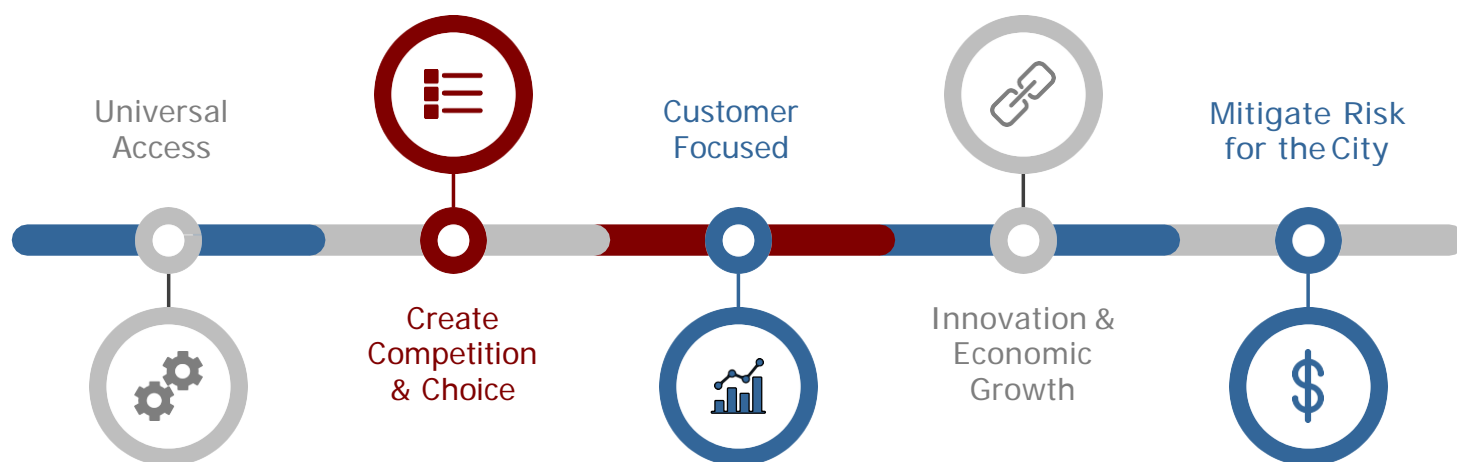 Universal
Access
Create
Competition
& Choice
Customer
Focused
Innovation &
Economic
Growth
Mitigate Risk
for the City